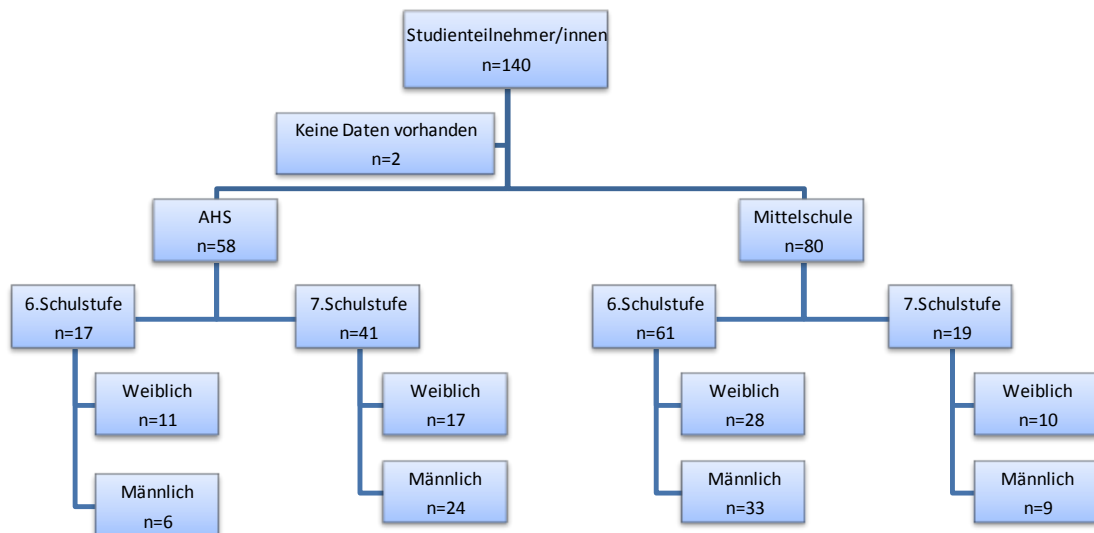 Studienteilnehmer/innen
n=140
Keine Daten vorhanden
n=2
AHS
n=58
Mittelschule
n=80
6.Schulstufe
n=17
7.Schulstufe
n=41
6.Schulstufe
n=61
7.Schulstufe
n=19
Weiblich
n=11
Weiblich
n=17
Weiblich
n=28
Weiblich
n=10
Männlich
n=6
Männlich
n=24
Männlich
n=33
Männlich
n=9